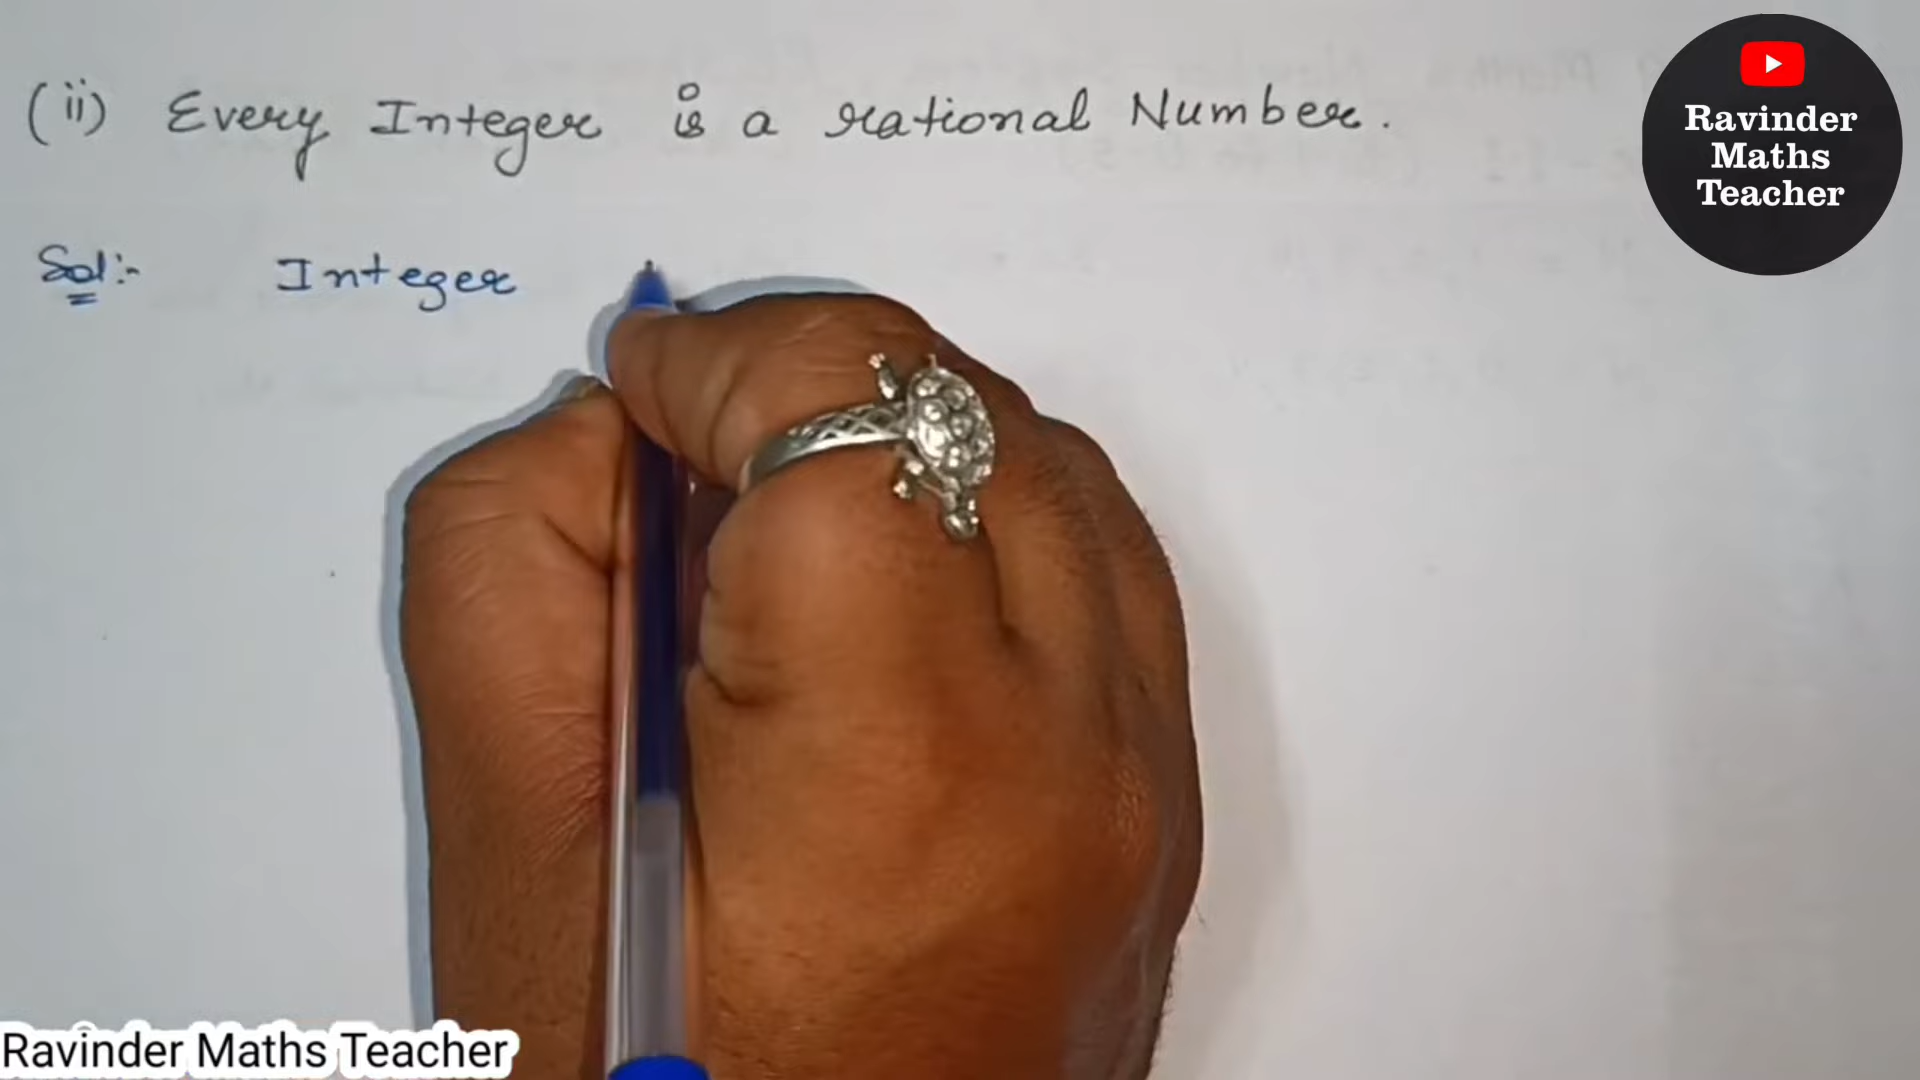 (ii) Every Integer is a rational Number.
Sol:-
Integer
Ravinder
Maths
Teacher
Ravinder Maths Teacher